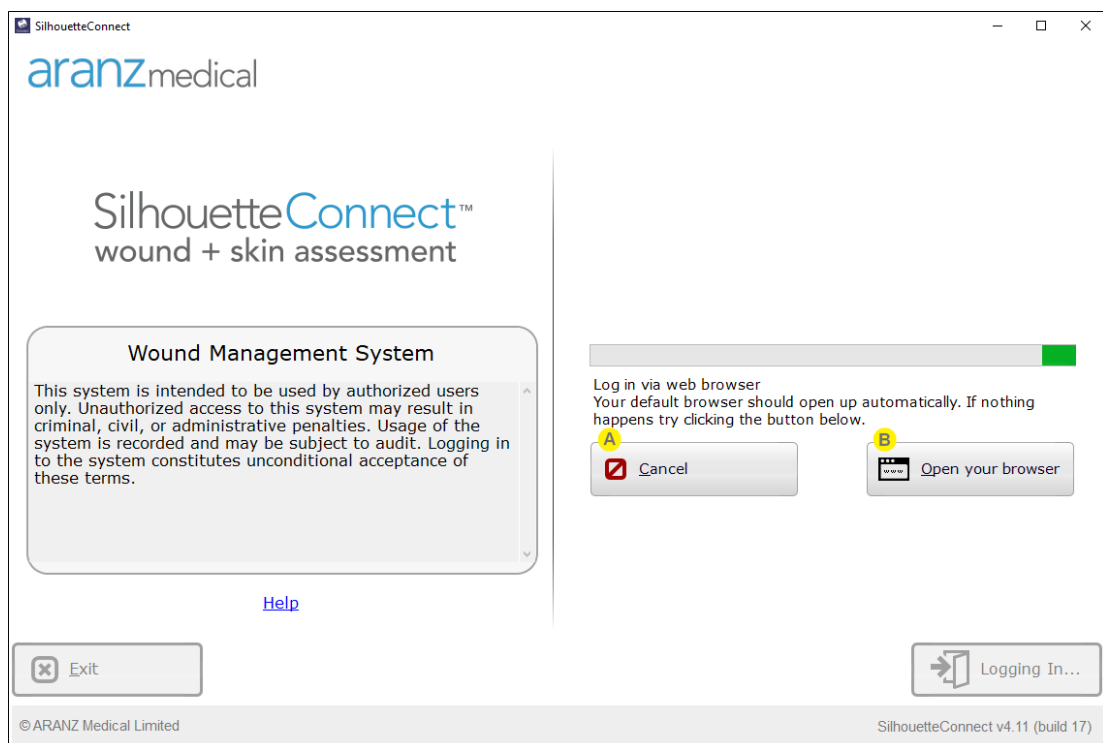 SilhouetteConnect
aranz medical
SilhouetteConnect™
wound + skin assessment
Wound Management System
This system is intended to be used by authorized users
only. Unauthorized access to this system may result in
criminal, civil, or administrative penalties. Usage of the
system is recorded and may be subject to audit. Logging in
to the system constitutes unconditional acceptance of
these terms.
Help
Log in via web browser
Your default browser should open up automatically. If nothing
happens try clicking the button below.
A
Cancel
B
www
Open your browser
Exit
Logging In...
© ARANZ Medical Limited
SilhouetteConnect v4.11 (build 17)